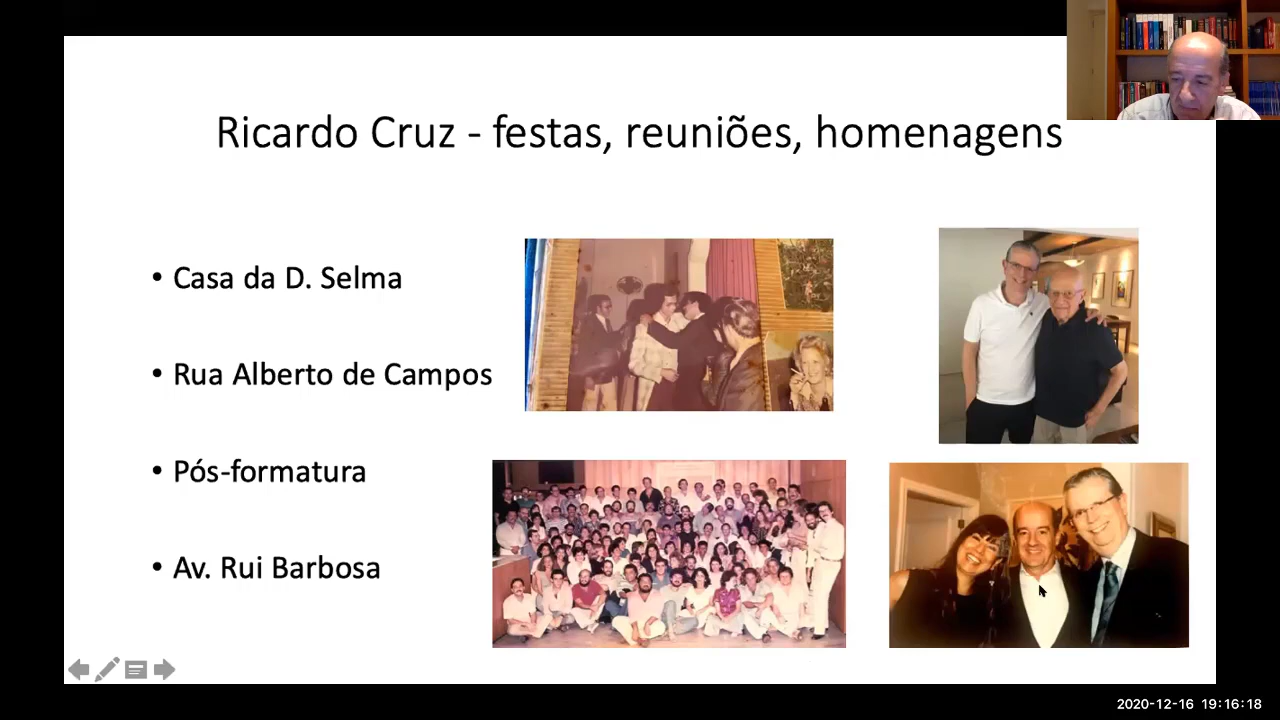 Ricardo Cruz - festas, reuniões, homenagens
• Casa da D. Selma
• Rua Alberto de Campos
• Pós-formatura
• Av. Rui Barbosa
2020-12-16 19:16:18